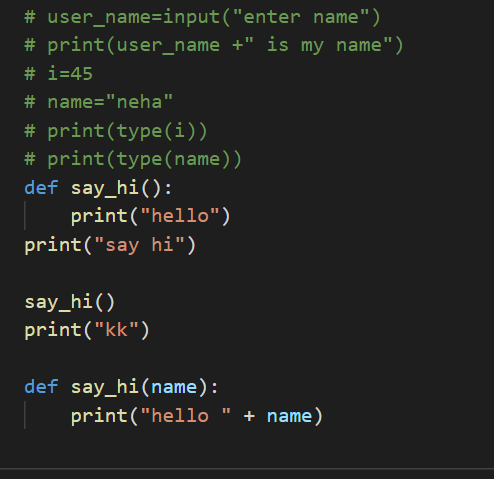 # user_name=input("enter name")
# print(user_name +" is my name")
# i=45
# name="neha"
# print(type(i))
# print(type(name))
def say_hi():
    print("hello")
print("say hi")

say_hi()
print("kk")

def say_hi(name):
    print("hello " + name)